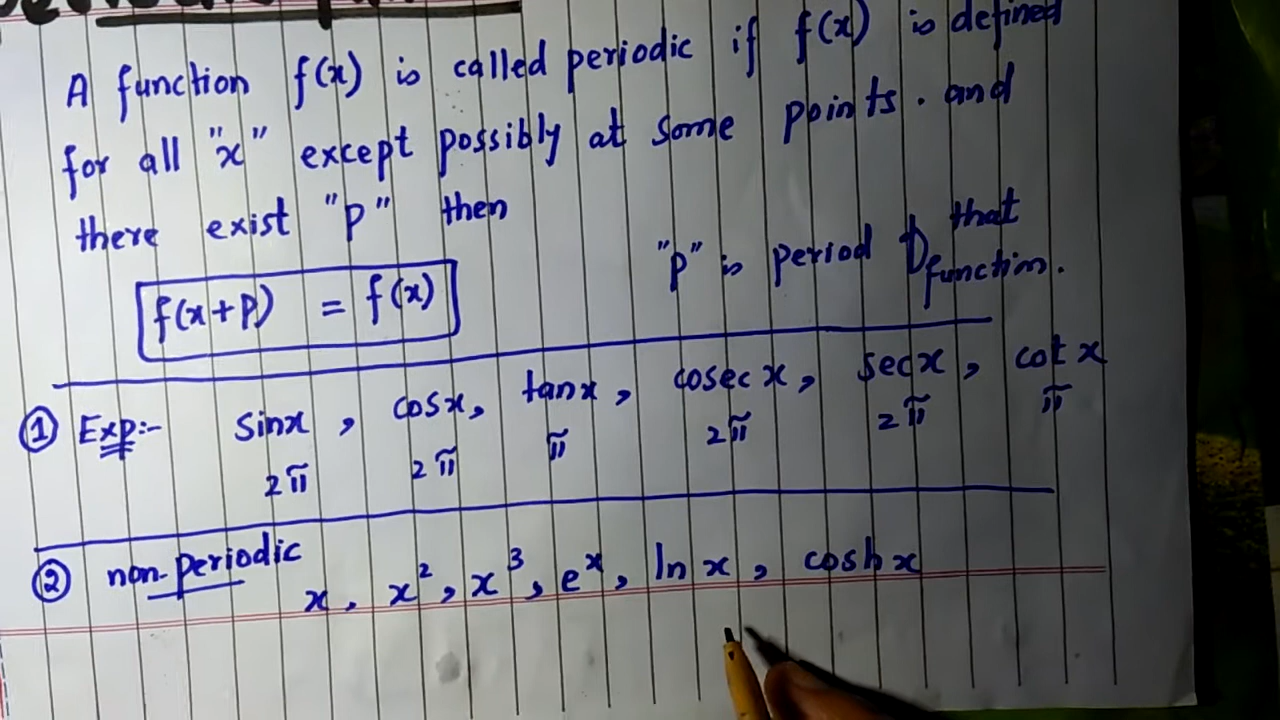 A function f(x) is called periodic if f(x) is defined
for all "x" except possibly at some points. and
there exist "p" then
"p" is period of that function.
f(x+p) = f(x)
① Exp:- sinx, cosx, tanx, cosec x, secx, cot x
2π 2π π 2π 2π π
② non-periodic
x, x², x³, eˣ, ln x, cosh x